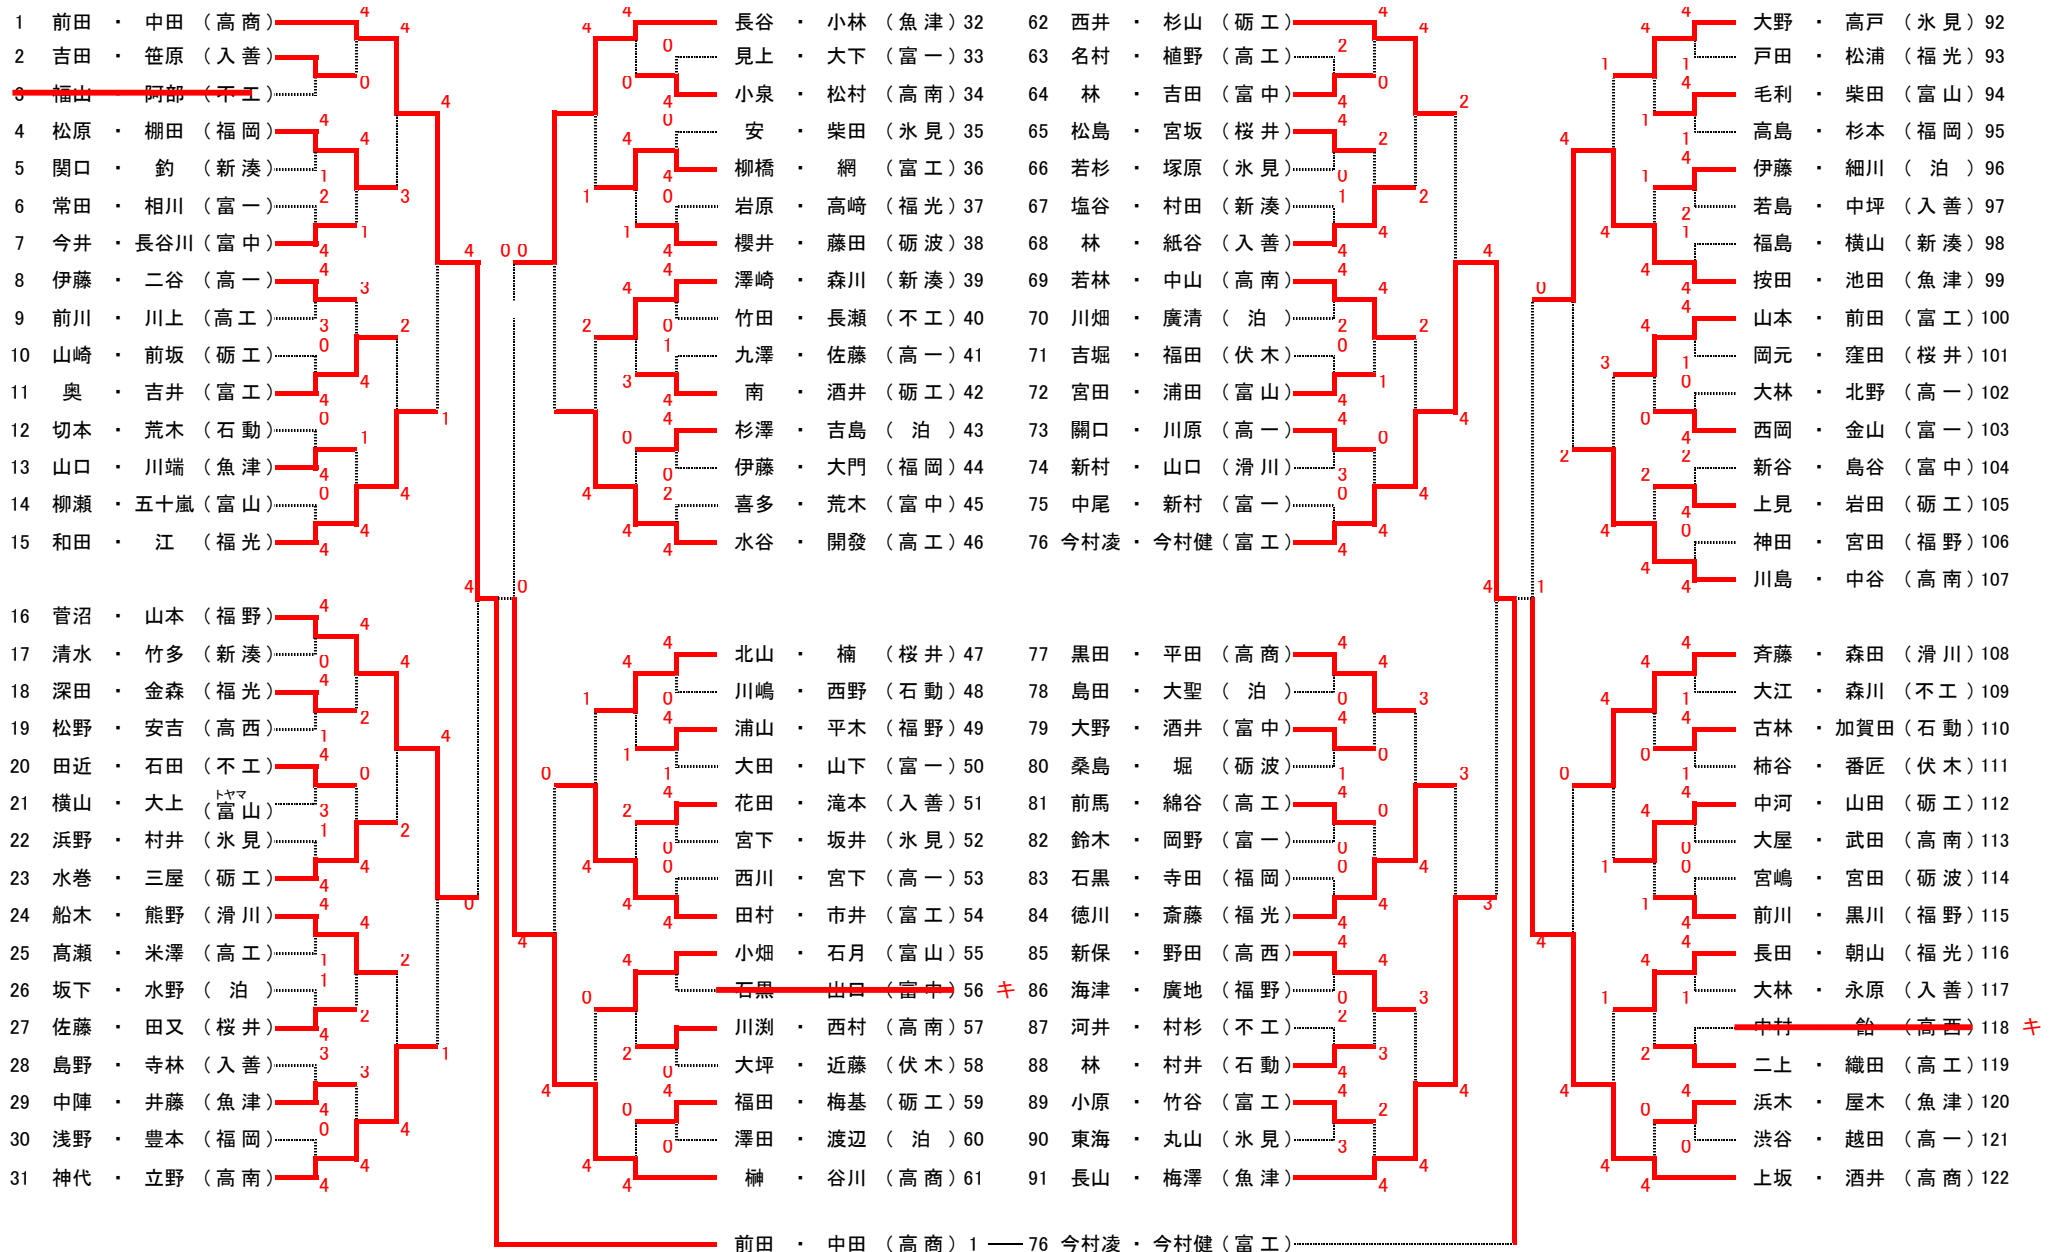 1 前田 ・ 中田 (高商)
2 吉田 ・ 笹原 (入善)
3 福山 ・ 阿部 (不工)
4 松原 ・ 棚田 (福岡)
5 関口 ・ 釣 (新湊)
6 常田 ・ 相川 (富一)
7 今井 ・ 長谷川 (富中)
8 伊藤 ・ 二谷 (高一)
9 前川 ・ 川上 (高工)
10 山崎 ・ 前坂 (砺工)
11 奥 ・ 吉井 (富工)
12 切本 ・ 荒木 (石動)
13 山口 ・ 川端 (魚津)
14 柳瀬 ・ 五十嵐 (富山)
15 和田 ・ 江 (福光)
16 菅沼 ・ 山本 (福野)
17 清水 ・ 竹多 (新湊)
18 深田 ・ 金森 (福光)
19 松野 ・ 安吉 (高西)
20 田近 ・ 石田 (不工)
トヤマ
21 横山 ・ 大上 (富山)
22 浜野 ・ 村井 (氷見)
23 水巻 ・ 三屋 (砺工)
24 船木 ・ 熊野 (滑川)
25 髙瀬 ・ 米澤 (高工)
26 坂下 ・ 水野 (泊)
27 佐藤 ・ 田又 (桜井)
28 島野 ・ 寺林 (入善)
29 中陣 ・ 井藤 (魚津)
30 浅野 ・ 豊本 (福岡)
31 神代 ・ 立野 (高南)
長谷 ・ 小林 (魚津) 32
見上 ・ 大下 (富一) 33
小泉 ・ 松村 (高南) 34
安 ・ 柴田 (氷見) 35
柳橋 ・ 網 (富工) 36
岩原 ・ 高﨑 (福光) 37
櫻井 ・ 藤田 (砺波) 38
澤崎 ・ 森川 (新湊) 39
竹田 ・ 長瀬 (不工) 40
九澤 ・ 佐藤 (高一) 41
南 ・ 酒井 (砺工) 42
杉澤 ・ 吉島 (泊) 43
伊藤 ・ 大門 (福岡) 44
喜多 ・ 荒木 (富中) 45
水谷 ・ 開發 (高工) 46
北山 ・ 楠 (桜井) 47
川嶋 ・ 西野 (石動) 48
浦山 ・ 平木 (福野) 49
大田 ・ 山下 (富一) 50
花田 ・ 滝本 (入善) 51
宮下 ・ 坂井 (氷見) 52
西川 ・ 宮下 (高一) 53
田村 ・ 市井 (富工) 54
小畑 ・ 石月 (富山) 55
石黒 ・ 出口 (富中) 56 キ
川渕 ・ 西村 (高南) 57
大坪 ・ 近藤 (伏木) 58
福田 ・ 梅基 (砺工) 59
澤田 ・ 渡辺 (泊) 60
榊 ・ 谷川 (高商) 61
62 西井 ・ 杉山 (砺工)
63 名村 ・ 植野 (高工)
64 林 ・ 吉田 (富中)
65 松島 ・ 宮坂 (桜井)
66 若杉 ・ 塚原 (氷見)
67 塩谷 ・ 村田 (新湊)
68 林 ・ 紙谷 (入善)
69 若林 ・ 中山 (高南)
70 川畑 ・ 廣清 (泊)
71 吉堀 ・ 福田 (伏木)
72 宮田 ・ 浦田 (富山)
73 關口 ・ 川原 (高一)
74 新村 ・ 山口 (滑川)
75 中尾 ・ 新村 (富一)
76 今村凌 ・ 今村健 (富工)
77 黒田 ・ 平田 (高商)
78 島田 ・ 大聖 (泊)
79 大野 ・ 酒井 (富中)
80 桑島 ・ 堀 (砺波)
81 前馬 ・ 綿谷 (高工)
82 鈴木 ・ 岡野 (富一)
83 石黒 ・ 寺田 (福岡)
84 徳川 ・ 斎藤 (福光)
85 新保 ・ 野田 (高西)
86 海津 ・ 廣地 (福野)
87 河井 ・ 村杉 (不工)
88 林 ・ 村井 (石動)
89 小原 ・ 竹谷 (富工)
90 東海 ・ 丸山 (氷見)
91 長山 ・ 梅澤 (魚津)
大野 ・ 高戸 (氷見) 92
戸田 ・ 松浦 (福光) 93
毛利 ・ 柴田 (富山) 94
高島 ・ 杉本 (福岡) 95
伊藤 ・ 細川 (泊) 96
若島 ・ 中坪 (入善) 97
福島 ・ 横山 (新湊) 98
按田 ・ 池田 (魚津) 99
山本 ・ 前田 (富工) 100
岡元 ・ 窪田 (桜井) 101
大林 ・ 北野 (高一) 102
西岡 ・ 金山 (富一) 103
新谷 ・ 島谷 (富中) 104
上見 ・ 岩田 (砺工) 105
神田 ・ 宮田 (福野) 106
川島 ・ 中谷 (高南) 107
斉藤 ・ 森田 (滑川) 108
大江 ・ 森川 (不工) 109
古林 ・ 加賀田 (石動) 110
柿谷 ・ 番匠 (伏木) 111
中河 ・ 山田 (砺工) 112
大屋 ・ 武田 (高南) 113
宮嶋 ・ 宮田 (砺波) 114
前川 ・ 黒川 (福野) 115
長田 ・ 朝山 (福光) 116
大林 ・ 永原 (入善) 117
中村 ・ 飴 (高西) 118 キ
二上 ・ 織田 (高工) 119
浜木 ・ 屋木 (魚津) 120
渋谷 ・ 越田 (高一) 121
上坂 ・ 酒井 (高商) 122
前田 ・ 中田 (高商) 1 ── 76 今村凌 ・ 今村健 (富工)